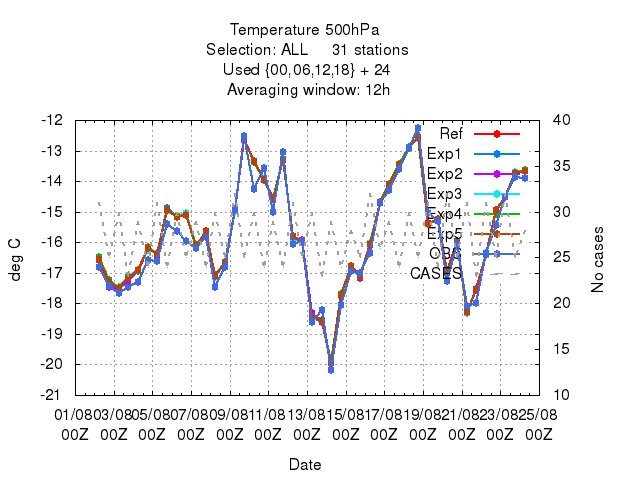 Temperature 500hPa
Selection: ALL 31 stations
Used {00,06,12,18} + 24
Averaging window: 12h
-12
-13
-14
-15
-16
-17
-18
-19
-20
-21
deg C
40
35
30
25
20
15
10
No cases
Ref
Exp1
Exp2
Exp3
Exp4
Exp5
OBS
CASES
01/08 03/08 05/08 07/08 09/08 11/08 13/08 15/08 17/08 19/08 21/08 23/08 25/08
00Z 00Z 00Z 00Z 00Z 00Z 00Z 00Z 00Z 00Z 00Z 00Z 00Z
Date